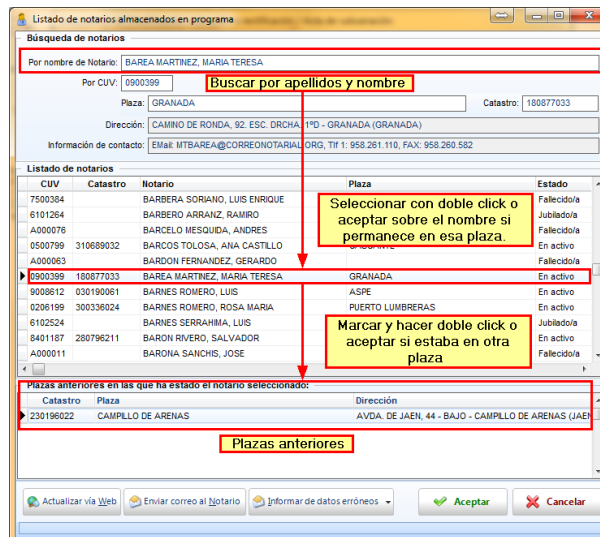 Listado de notarios almacenados en programa
Búsqueda de notarios
Por nombre de Notario: BAREA MARTINEZ, MARIA TERESA
Por CUV: 0900399
Buscar por apellidos y nombre
Plaza: GRANADA Catastro: 180877033
Dirección: CAMINO DE RONDA, 92. ESC. DRCHA, 1ºD - GRANADA (GRANADA)
Información de contacto: EMail: MTBAREA@CORREONOTARIAL.ORG, Tlf 1: 958.261.110, FAX: 958.260.582
Listado de notarios
CUV Catastro Notario Plaza Estado
7500384 BARBERA SORIANO, LUIS ENRIQUE Fallecido/a
6101264 BARBERO ARRANZ, RAMIRO Jubilado/a
A000076 BARCELO MESQUIDA, ANDRES Fallecido/a
0500799 310689032 BARCOS TOLOSA, ANA CASTILLO En activo
A000063 BARDON FERNANDEZ, GERARDO Fallecido/a
Seleccionar con doble click o
aceptar sobre el nombre si
permanece en esa plaza.
0900399 180877033 BAREA MARTINEZ, MARIA TERESA GRANADA En activo
9008612 030190061 BARNES ROMERO, LUIS ASPE En activo
0206199 300336024 BARNES ROMERO, ROSA MARIA PUERTO LUMBRERAS En activo
6102524 BARNES SERRAHIMA, LUIS Jubilado/a
8401187 280796211 BARON RIVERO, SALVADOR En activo
A000011 BARONA SANCHIS, JOSE Fallecido/a
Marcar y hacer doble click o
aceptar si estaba en otra
plaza
Plazas anteriores en las que ha estado el notario seleccionado:
Catastro Plaza Dirección
230196022 CAMPILLO DE ARENAS AVDA. DE JAEN, 44 - BAJO - CAMPILLO DE ARENAS (JAEN
Plazas anteriores
Actualizar vía Web Enviar correo al Notario Informar de datos erróneos Aceptar Cancelar